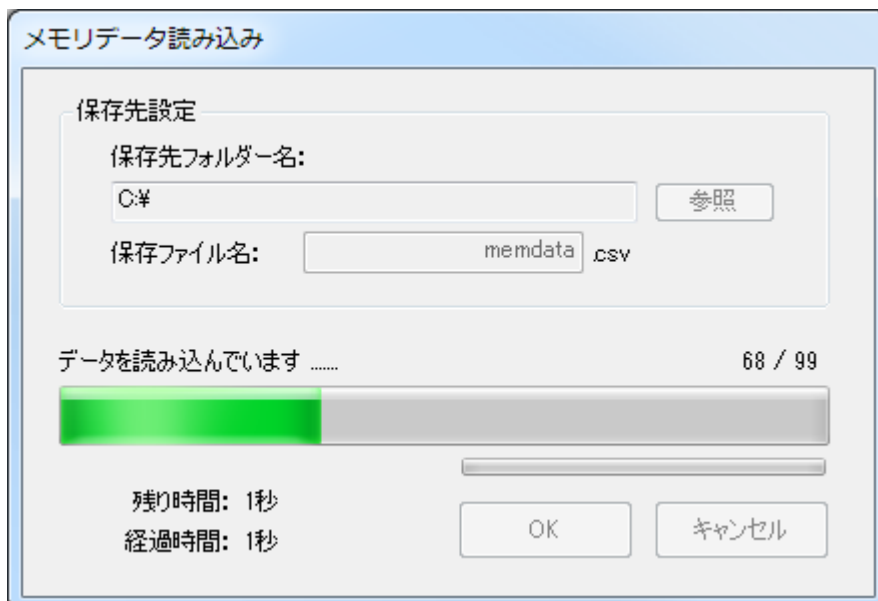 メモリデータ読み込み
保存先設定
保存先フォルダー名:
C:¥
参照
保存ファイル名: memdata .csv
データを読み込んでいます ...... 68 / 99
残り時間: 1秒
経過時間: 1秒
OK キャンセル